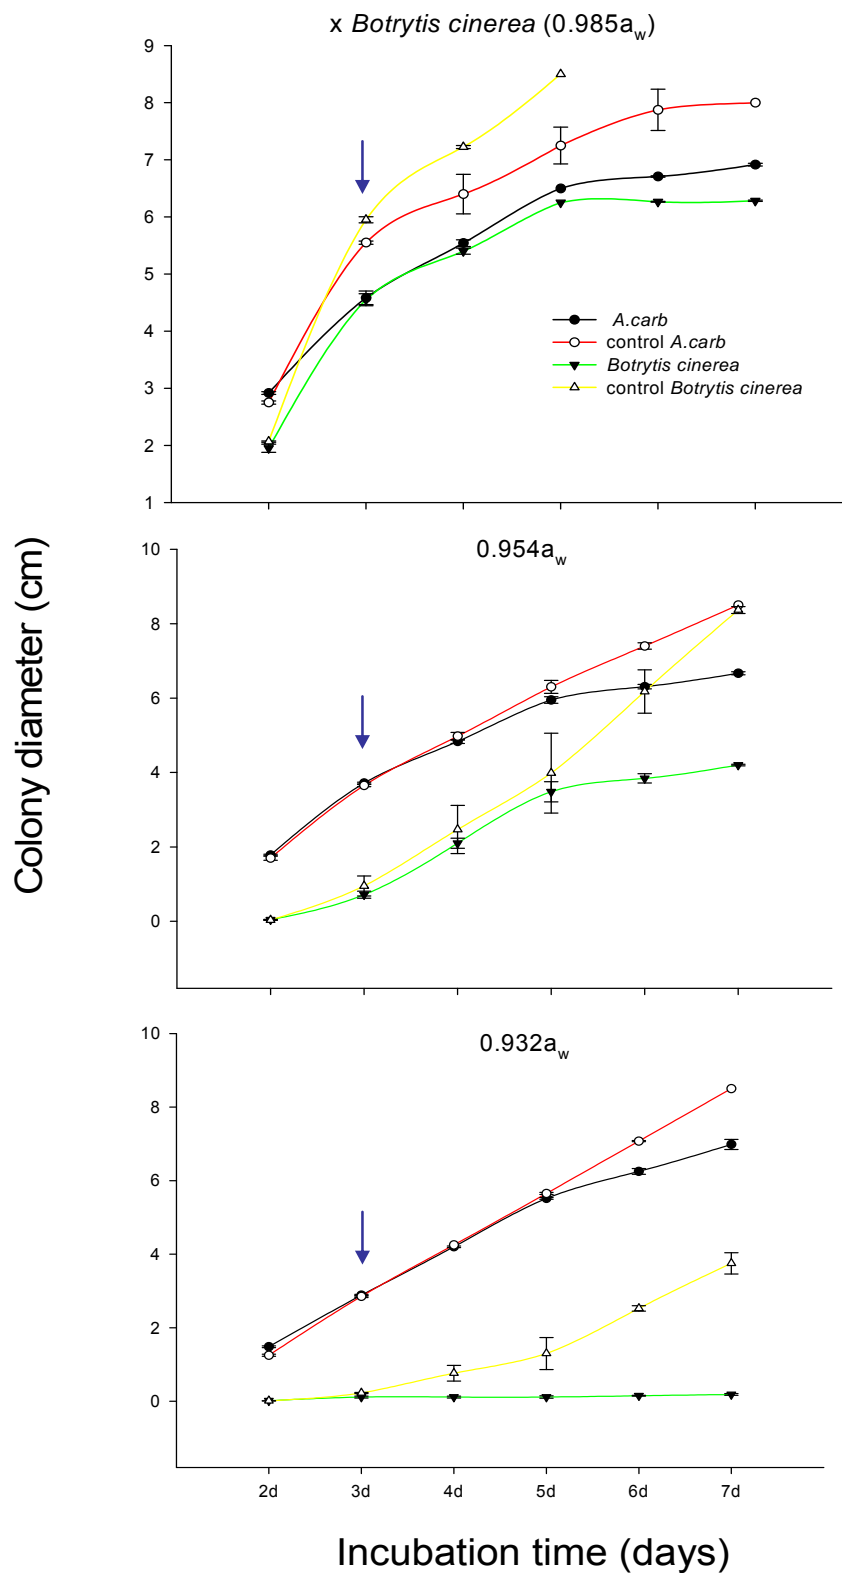 x Botrytis cinerea (0.985aw)
9
8
7
6
5
4
3
2
1
A.carb
control A.carb
Botrytis cinerea
control Botrytis cinerea
Colony diameter (cm)
0.954aw
10
8
6
4
2
0
0.932aw
10
8
6
4
2
0
2d 3d 4d 5d 6d 7d
Incubation time (days)